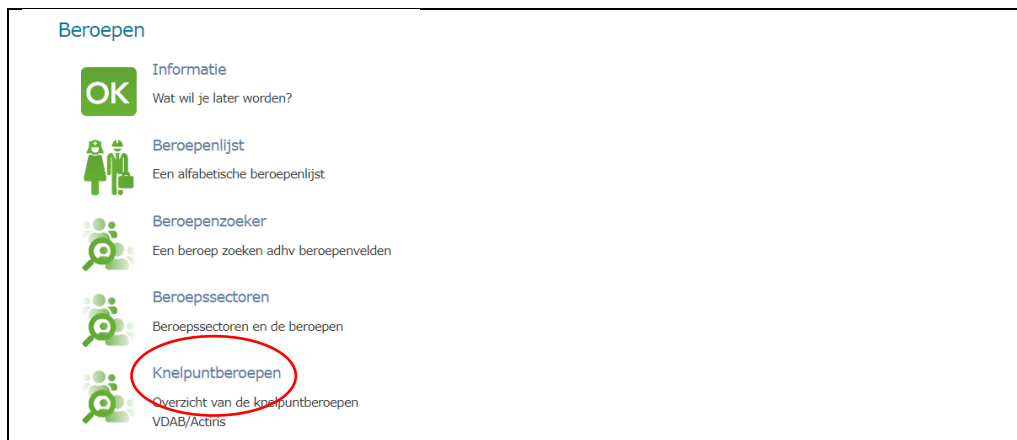 Beroepen
Informatie
OK
Wat wil je later worden?
Beroepenlijst
Een alfabetische beroepenlijst
Beroepenzoeker
Een beroep zoeken adhv beroepenvelden
Beroepssectoren
Beroepssectoren en de beroepen
Knelpuntberoepen
Overzicht van de knelpuntberoepen
VDAB/Actiris